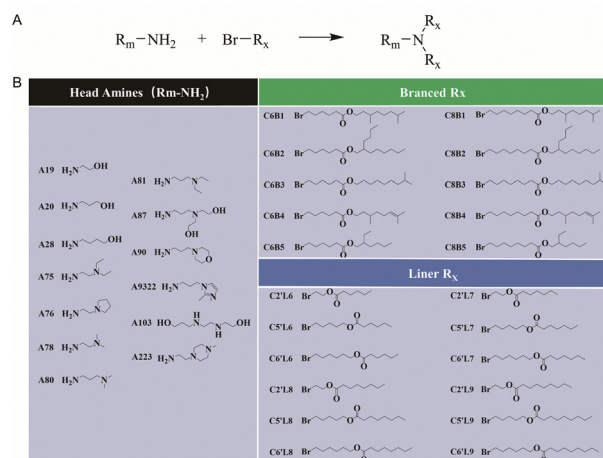 A
Rm-NH2 + Br-Rx Rm-N Rx Rx
B
Head Amines (Rm-NH2)
Branced Rx
A19 H2N OH
A20 H2N OH
A28 H2N OH
A75 H2N N
A76 H2N N
A78 H2N N
A80 H2N N
A81 H2N N
A87 H2N N OH OH
A90 H2N N O
A9322 H2N N N
A103 HO N H N H OH
A223 H2N N N
C6B1 Br O O
C8B1 Br O O
C6B2 Br O O
C8B2 Br O O
C6B3 Br O O
C8B3 Br O O
C6B4 Br O O
C8B4 Br O O
C6B5 Br O O
C8B5 Br O O
Liner RX
C2'L6 Br O O
C2'L7 Br O O
C5'L6 Br O O
C5'L7 Br O O
C6'L6 Br O O
C6'L7 Br O O
C2'L8 Br O O
C2'L9 Br O O
C5'L8 Br O O
C5'L9 Br O O
C6'L8 Br O O
C6'L9 Br O O